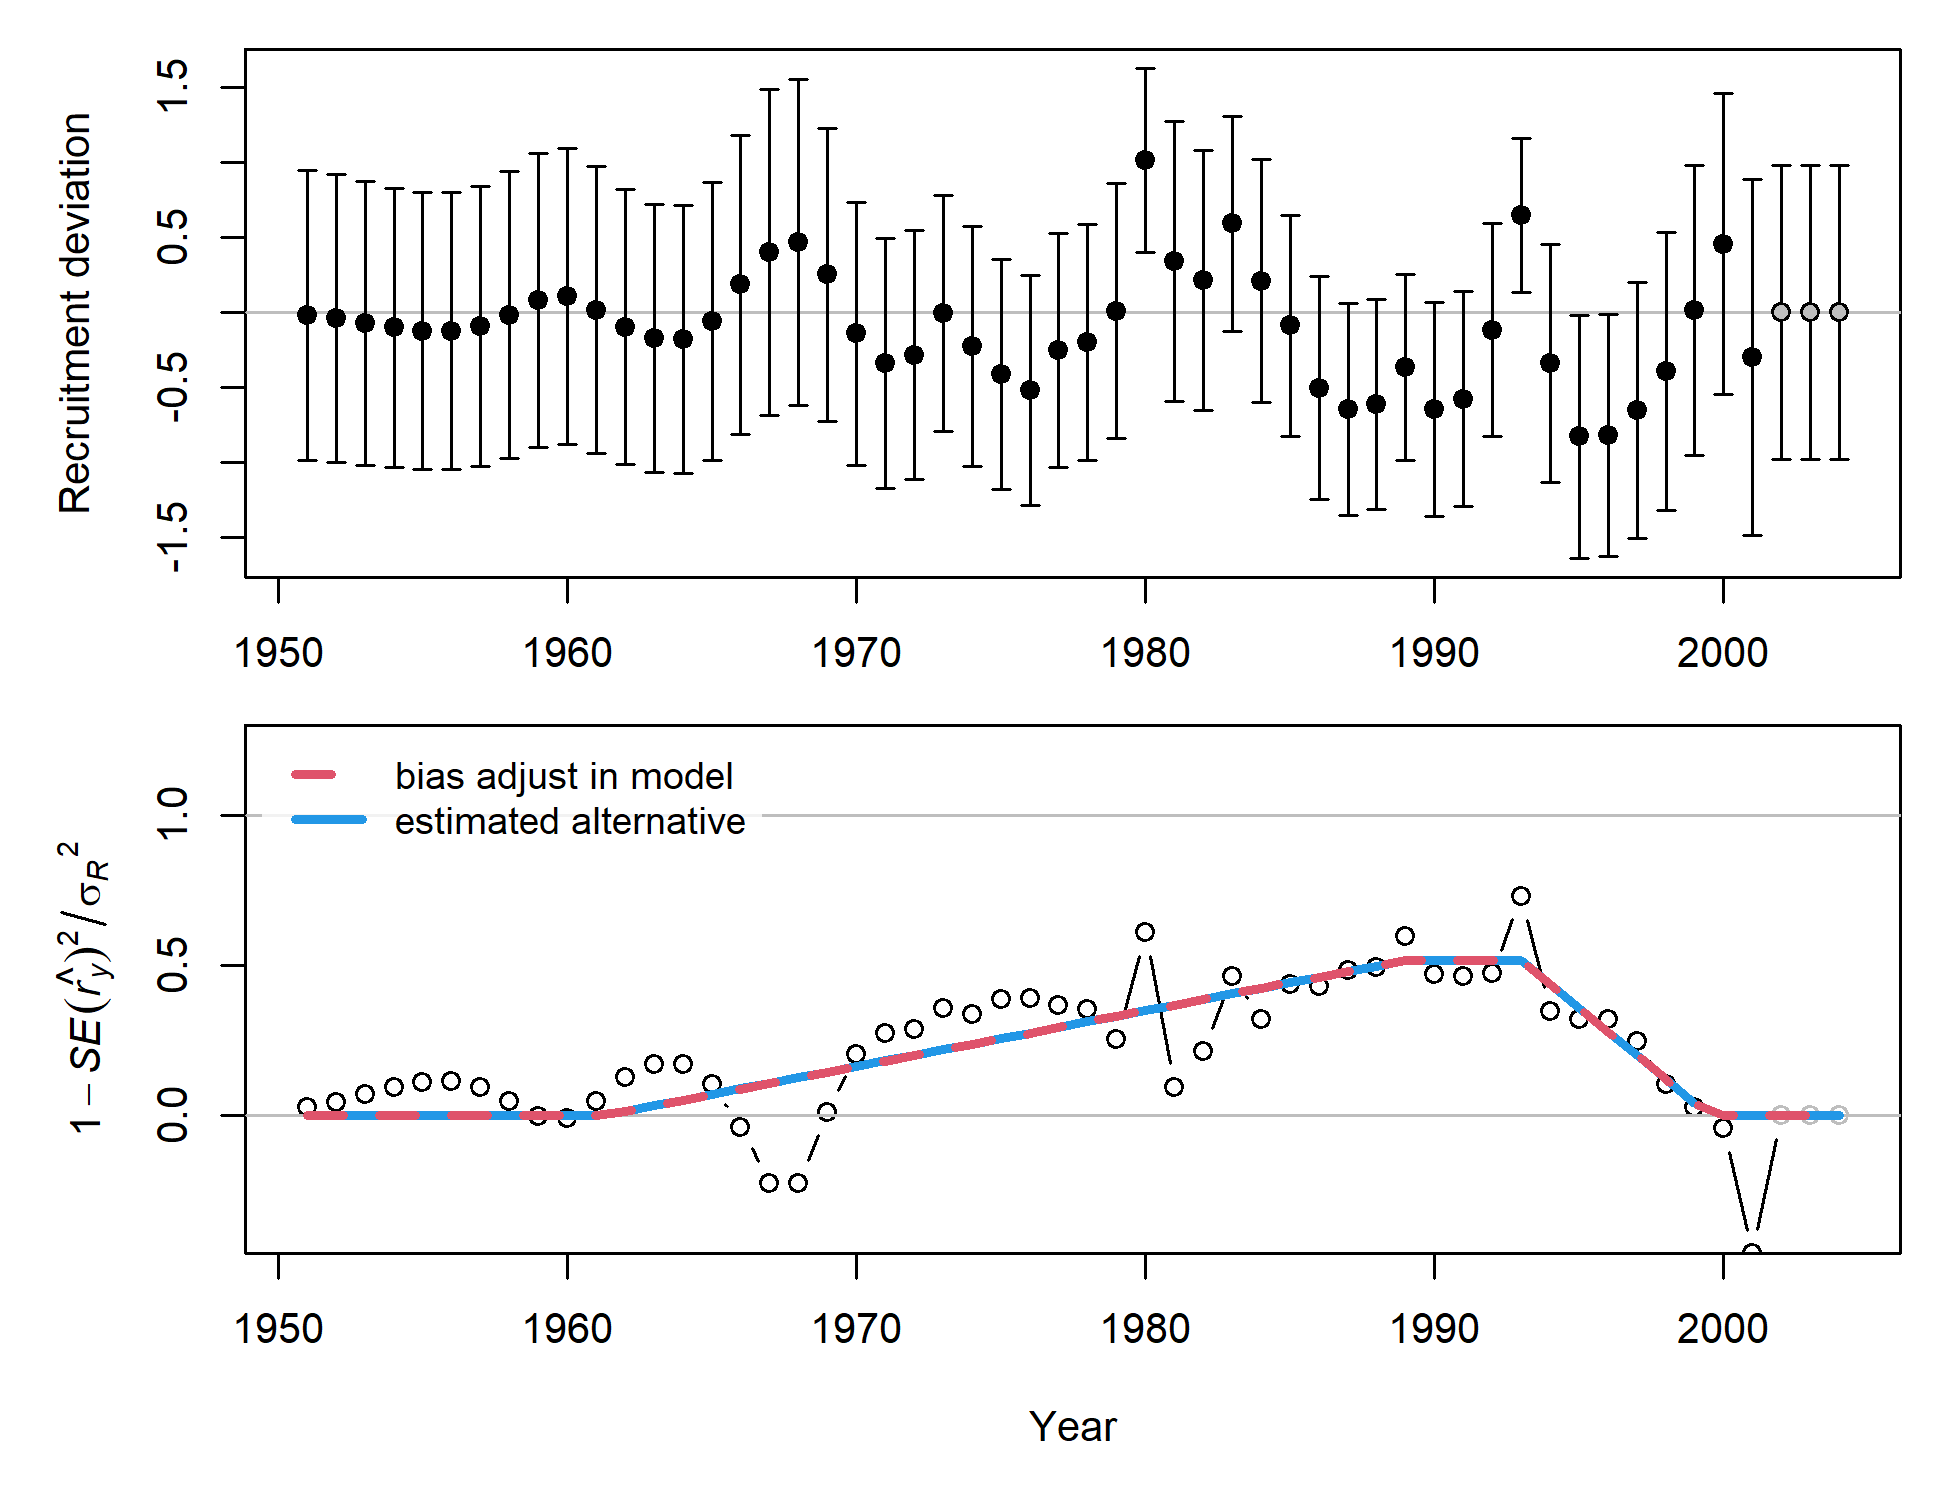 Recruitment deviation
1.5
0.5
-0.5
-1.5
1950 1960 1970 1980 1990 2000
bias adjust in model
estimated alternative
1 − SE(r̂_y)² / σ_R²
1.0
0.5
0.0
1950 1960 1970 1980 1990 2000
Year